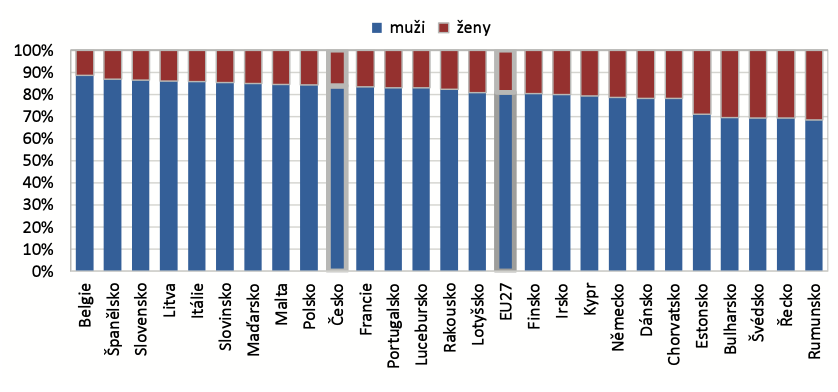 muži ženy
100%
90%
80%
70%
60%
50%
40%
30%
20%
10%
0%
Belgie
Španělsko
Slovensko
Litva
Itálie
Slovinsko
Maďarsko
Malta
Polsko
Česko
Francie
Portugalsko
Lucebursko
Rakousko
Lotyšsko
EU27
Finsko
Irsko
Kypr
Německo
Dánsko
Chorvatsko
Estonsko
Bulharsko
Švédsko
Řecko
Rumunsko